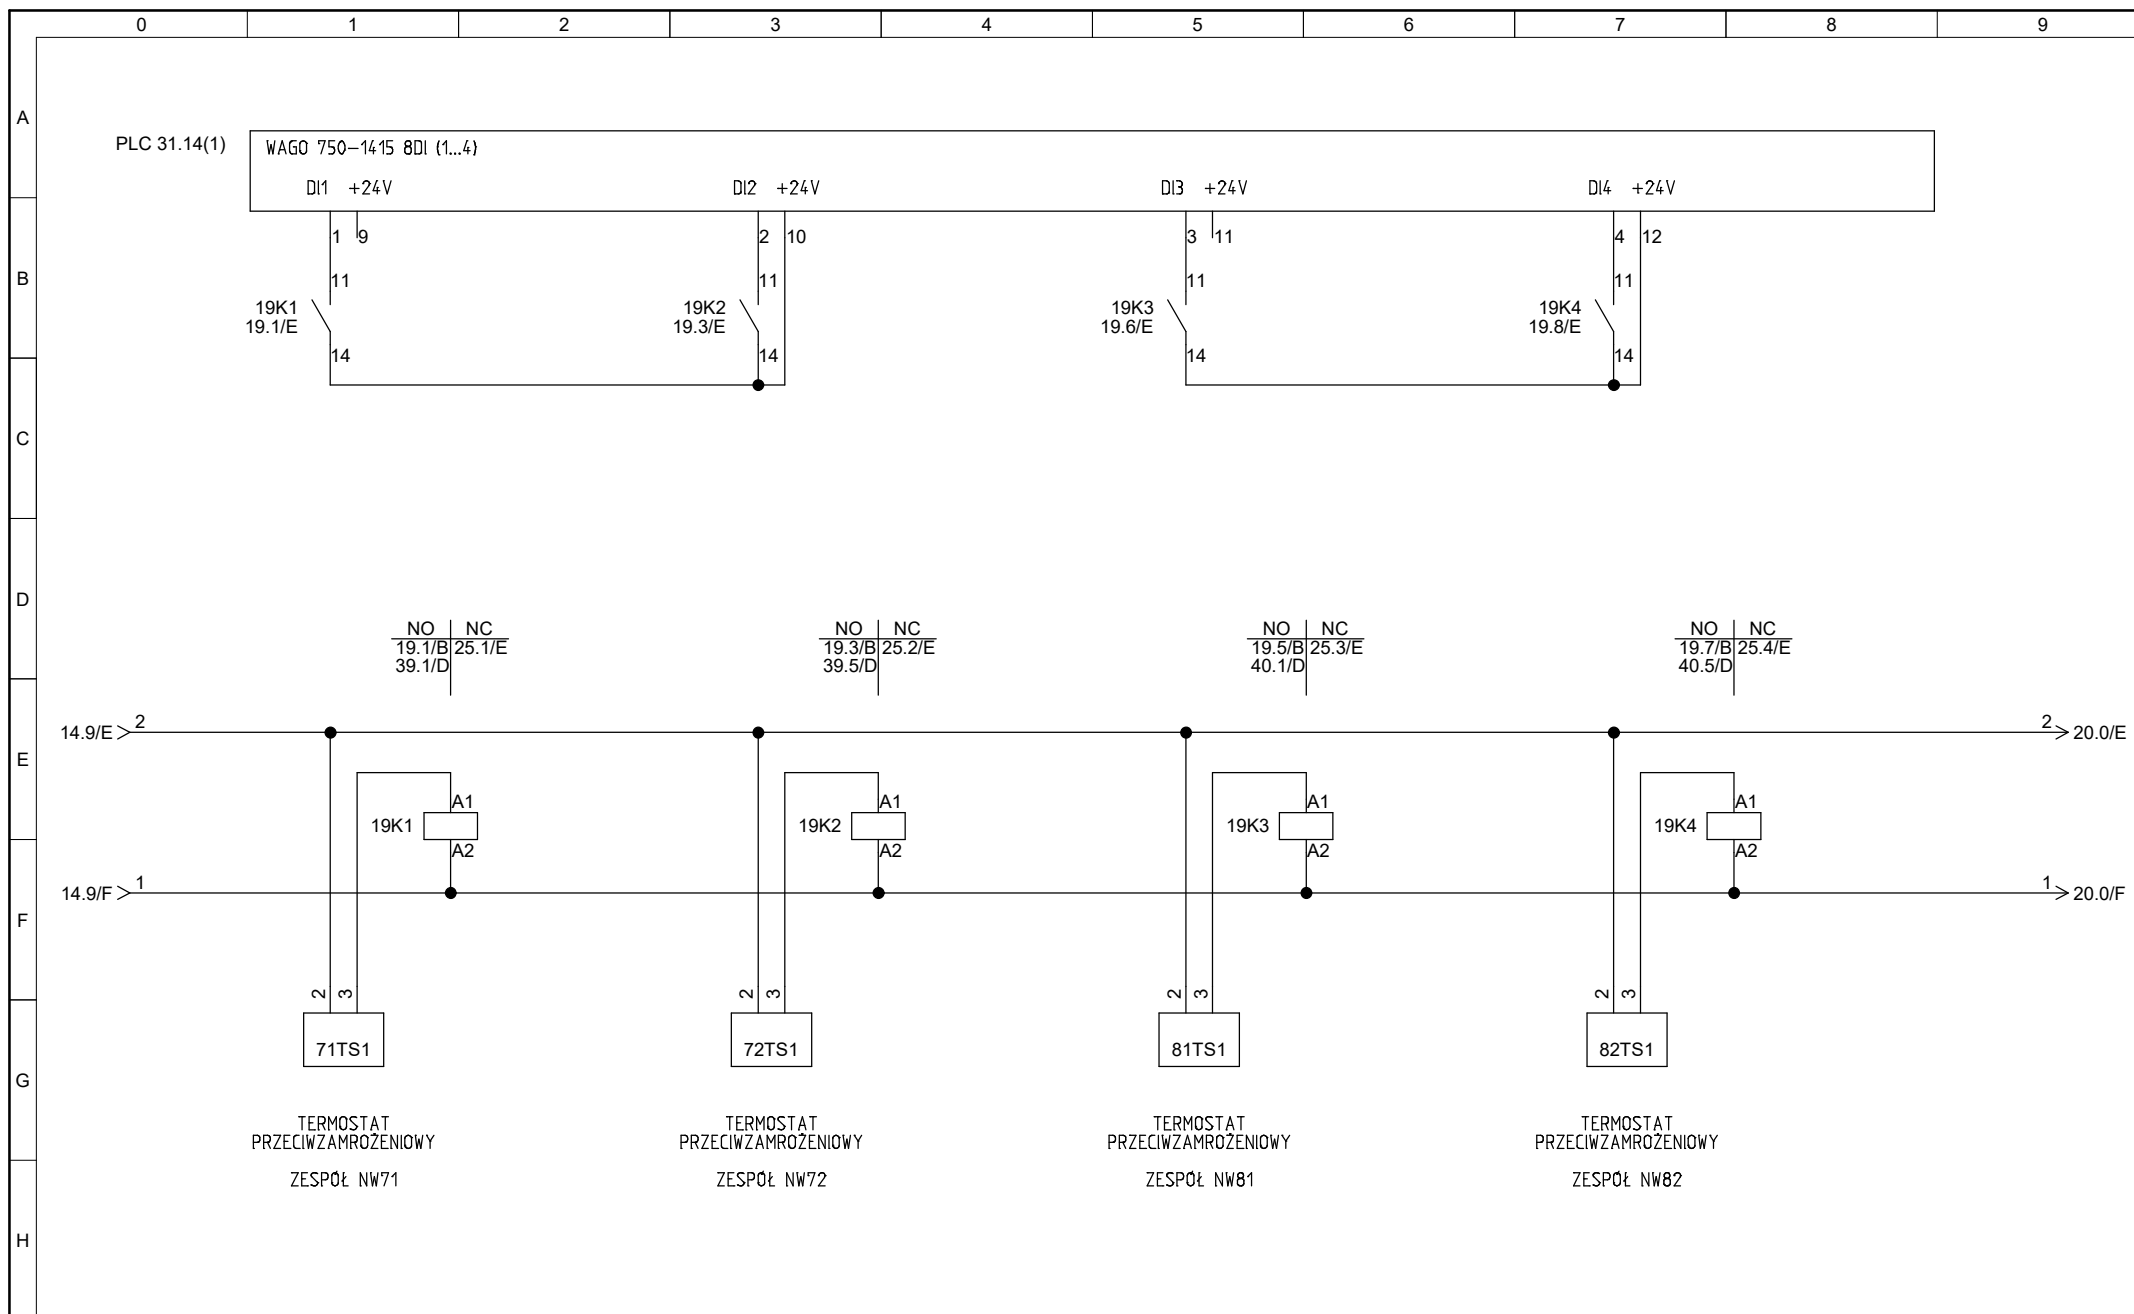 0 1 2 3 4 5 6 7 8 9
A
PLC 31.14(1)
WAGO 750-1415 8DI (1...4)
DI1 +24V DI2 +24V DI3 +24V DI4 +24V
1 9 2 10 3 11 4 12
B
11 11 11 11
19K1 19K2 19K3 19K4
19.1/E 19.3/E 19.6/E 19.8/E
14 14 14 14
C
D
NO NC NO NC NO NC NO NC
19.1/B 25.1/E 19.3/B 25.2/E 19.5/B 25.3/E 19.7/B 25.4/E
39.1/D 39.5/D 40.1/D 40.5/D
14.9/E 2 2 20.0/E
E
A1 A1 A1 A1
19K1 19K2 19K3 19K4
A2 A2 A2 A2
14.9/F 1 1 20.0/F
F
2 3 2 3 2 3 2 3
71TS1 72TS1 81TS1 82TS1
G
TERMOSTAT TERMOSTAT TERMOSTAT TERMOSTAT
PRZECIWZAMROŻENIOWY PRZECIWZAMROŻENIOWY PRZECIWZAMROŻENIOWY PRZECIWZAMROŻENIOWY
ZESPÓŁ NW71 ZESPÓŁ NW72 ZESPÓŁ NW81 ZESPÓŁ NW82
H